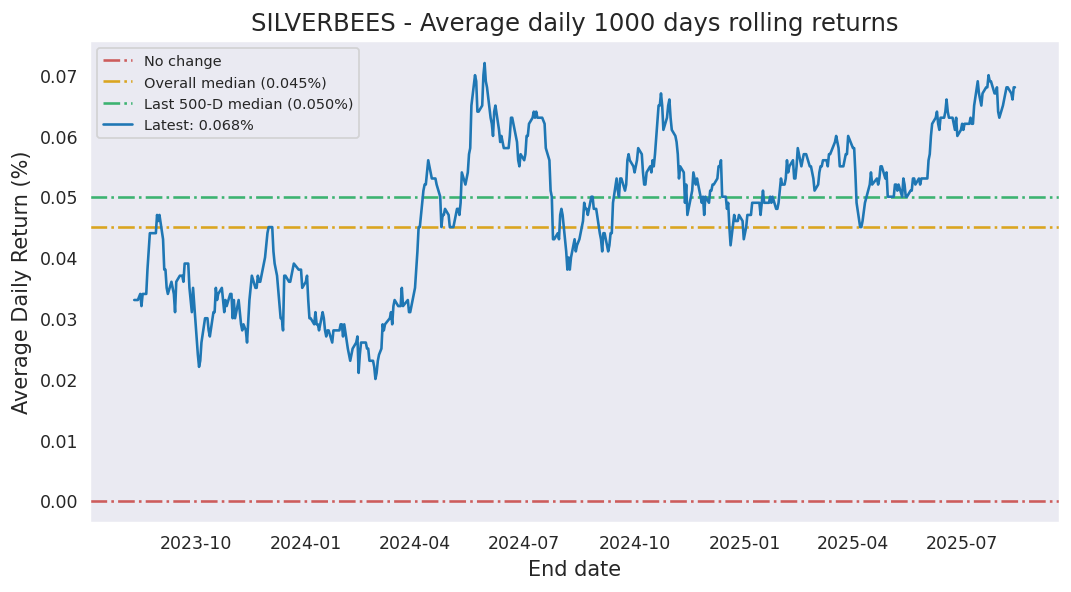 SILVERBEES - Average daily 1000 days rolling returns
No change
Overall median (0.045%)
Last 500-D median (0.050%)
Latest: 0.068%
Average Daily Return (%)
0.07
0.06
0.05
0.04
0.03
0.02
0.01
0.00
2023-10 2024-01 2024-04 2024-07 2024-10 2025-01 2025-04 2025-07
End date